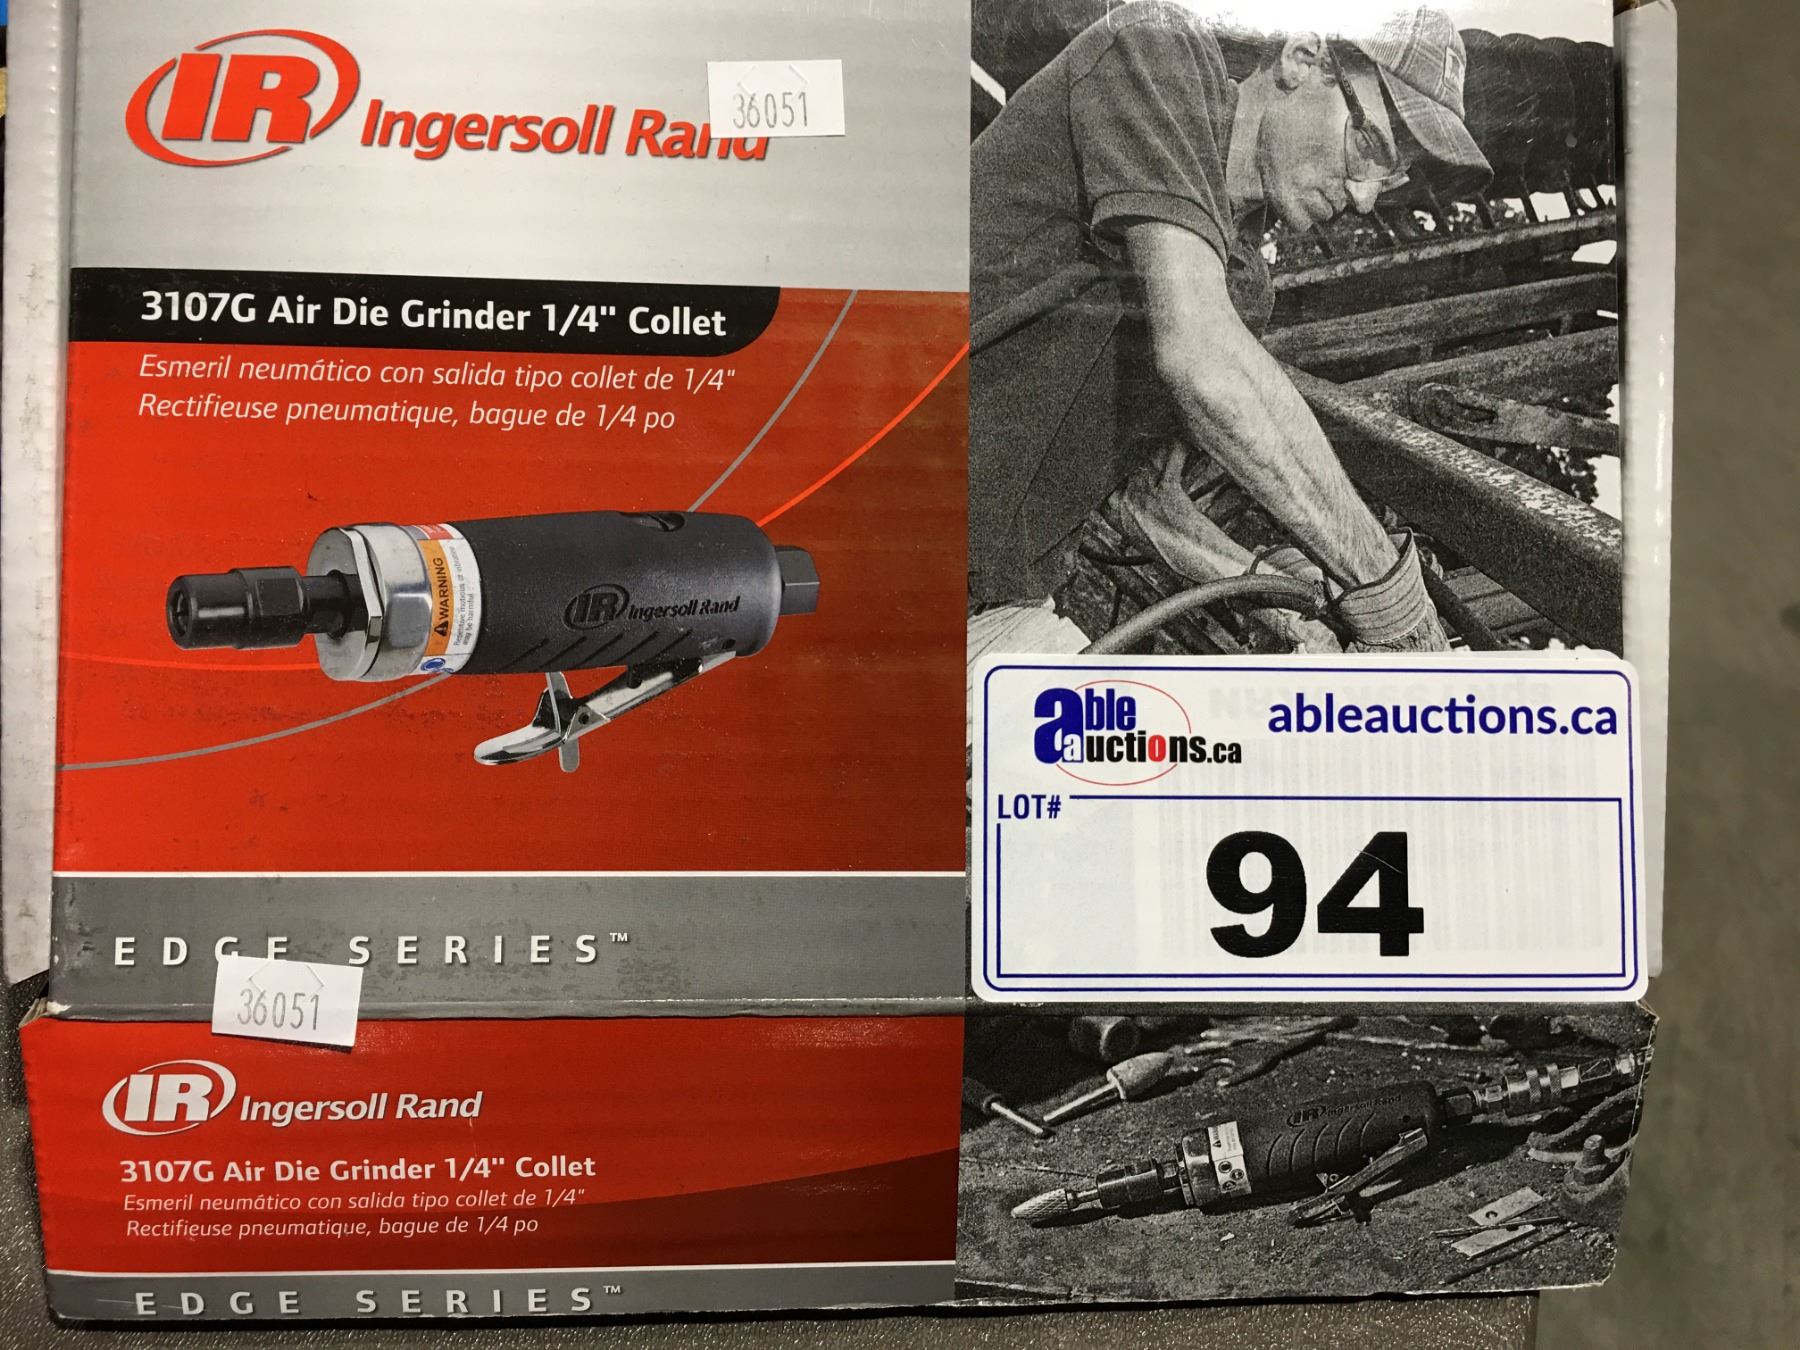 IR Ingersoll Rand
36051
3107G Air Die Grinder 1/4" Collet
Esmeril neumático con salida tipo collet de 1/4"
Rectifieuse pneumatique, bague de 1/4 po
WARNING
IR Ingersoll Rand
EDGE SERIES™
36051
able auctions.ca
ableauctions.ca
LOT#
94
IR Ingersoll Rand
3107G Air Die Grinder 1/4" Collet
Esmeril neumático con salida tipo collet de 1/4"
Rectifieuse pneumatique, bague de 1/4 po
EDGE SERIES™
IR Ingersoll Rand